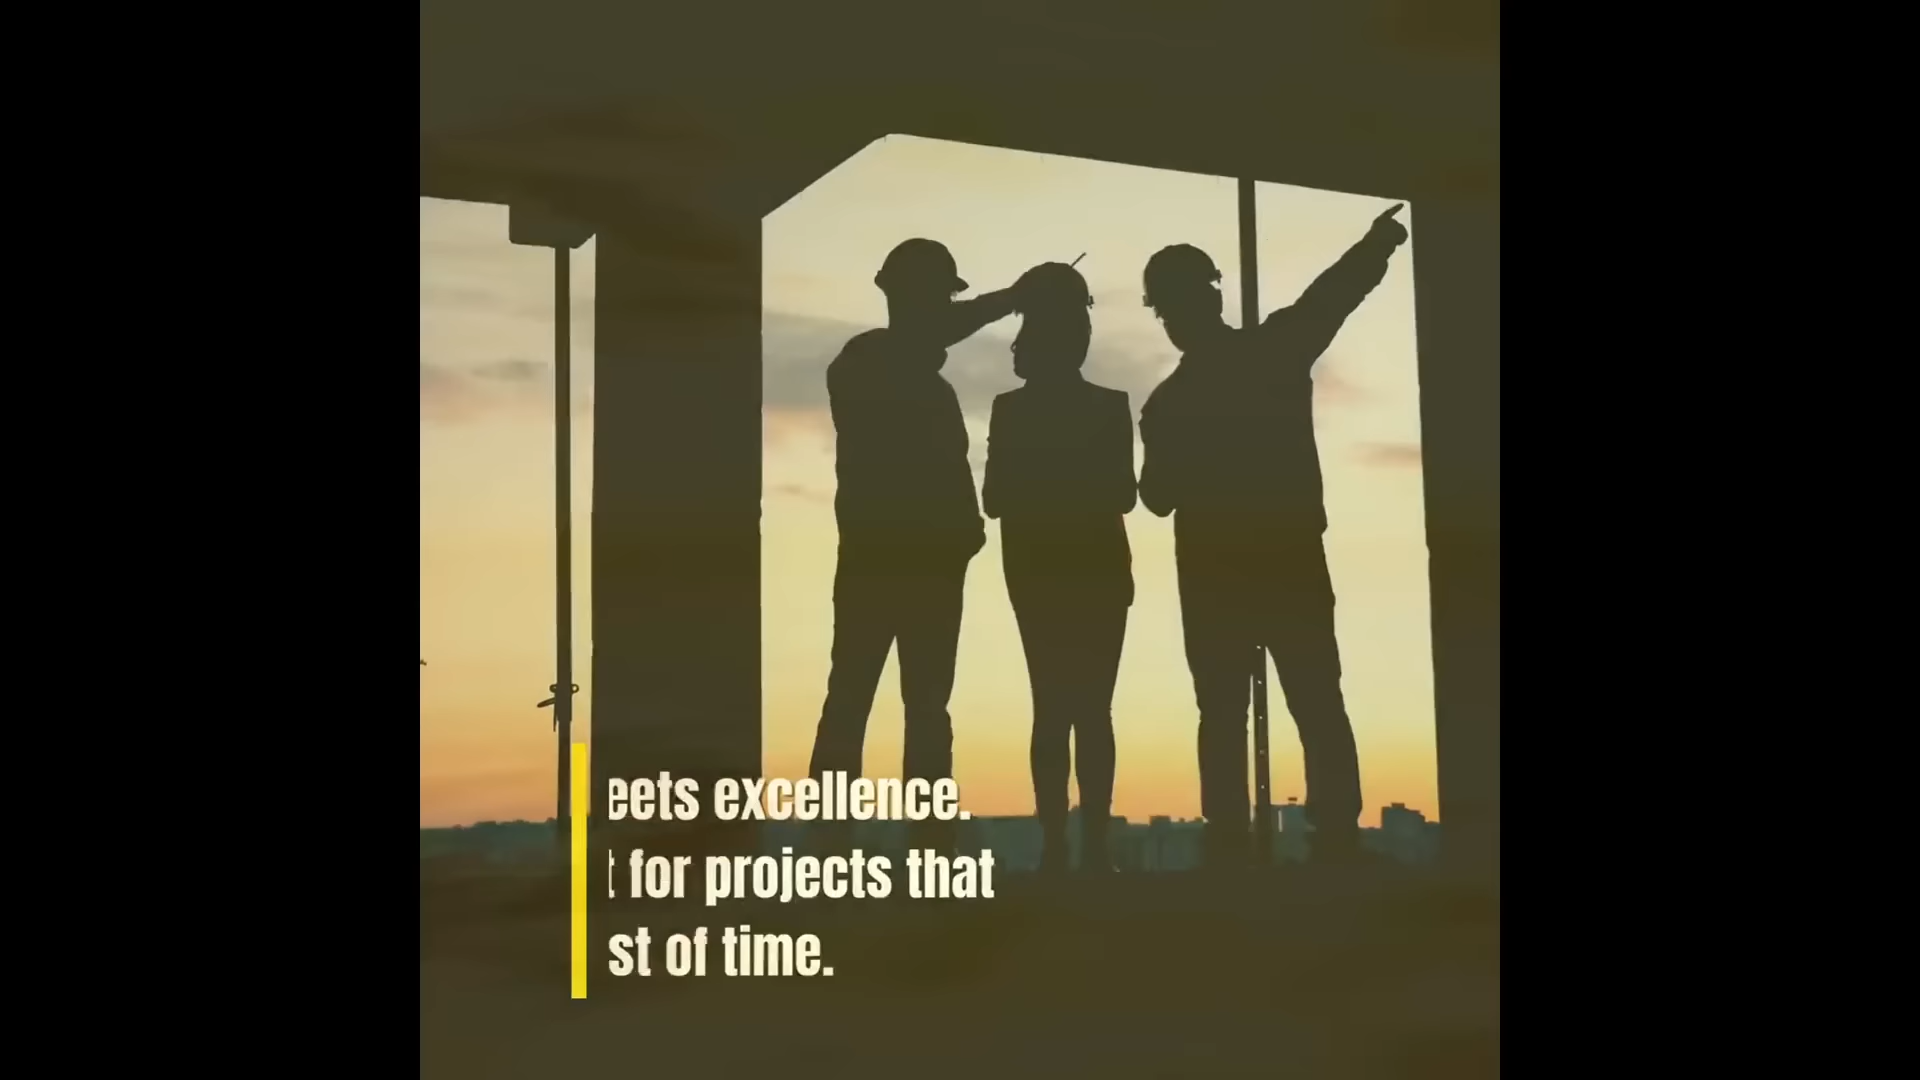 eets excellence.
t for projects that
st of time.